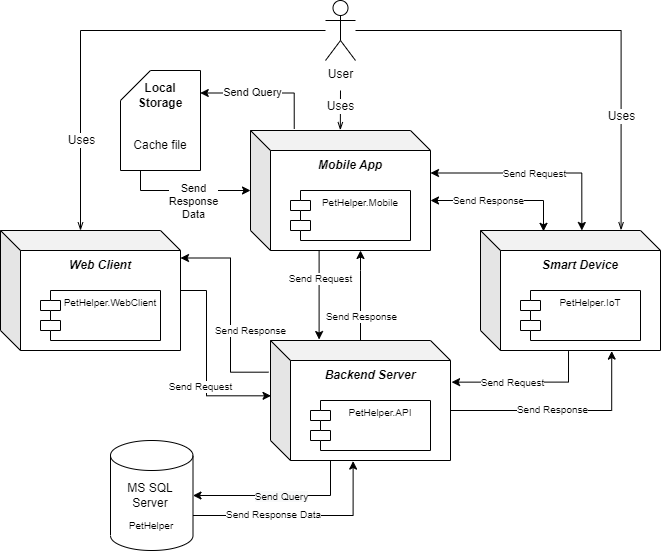 User
Uses
Uses
Uses
Local
Storage
Cache file
Send Query
Send
Response
Data
Mobile App
PetHelper.Mobile
Send Request
Send Response
Web Client
PetHelper.WebClient
Smart Device
PetHelper.IoT
Send Request
Send Response
Send Response
Send Request
Backend Server
PetHelper.API
Send Request
Send Response
MS SQL
Server
PetHelper
Send Query
Send Response Data